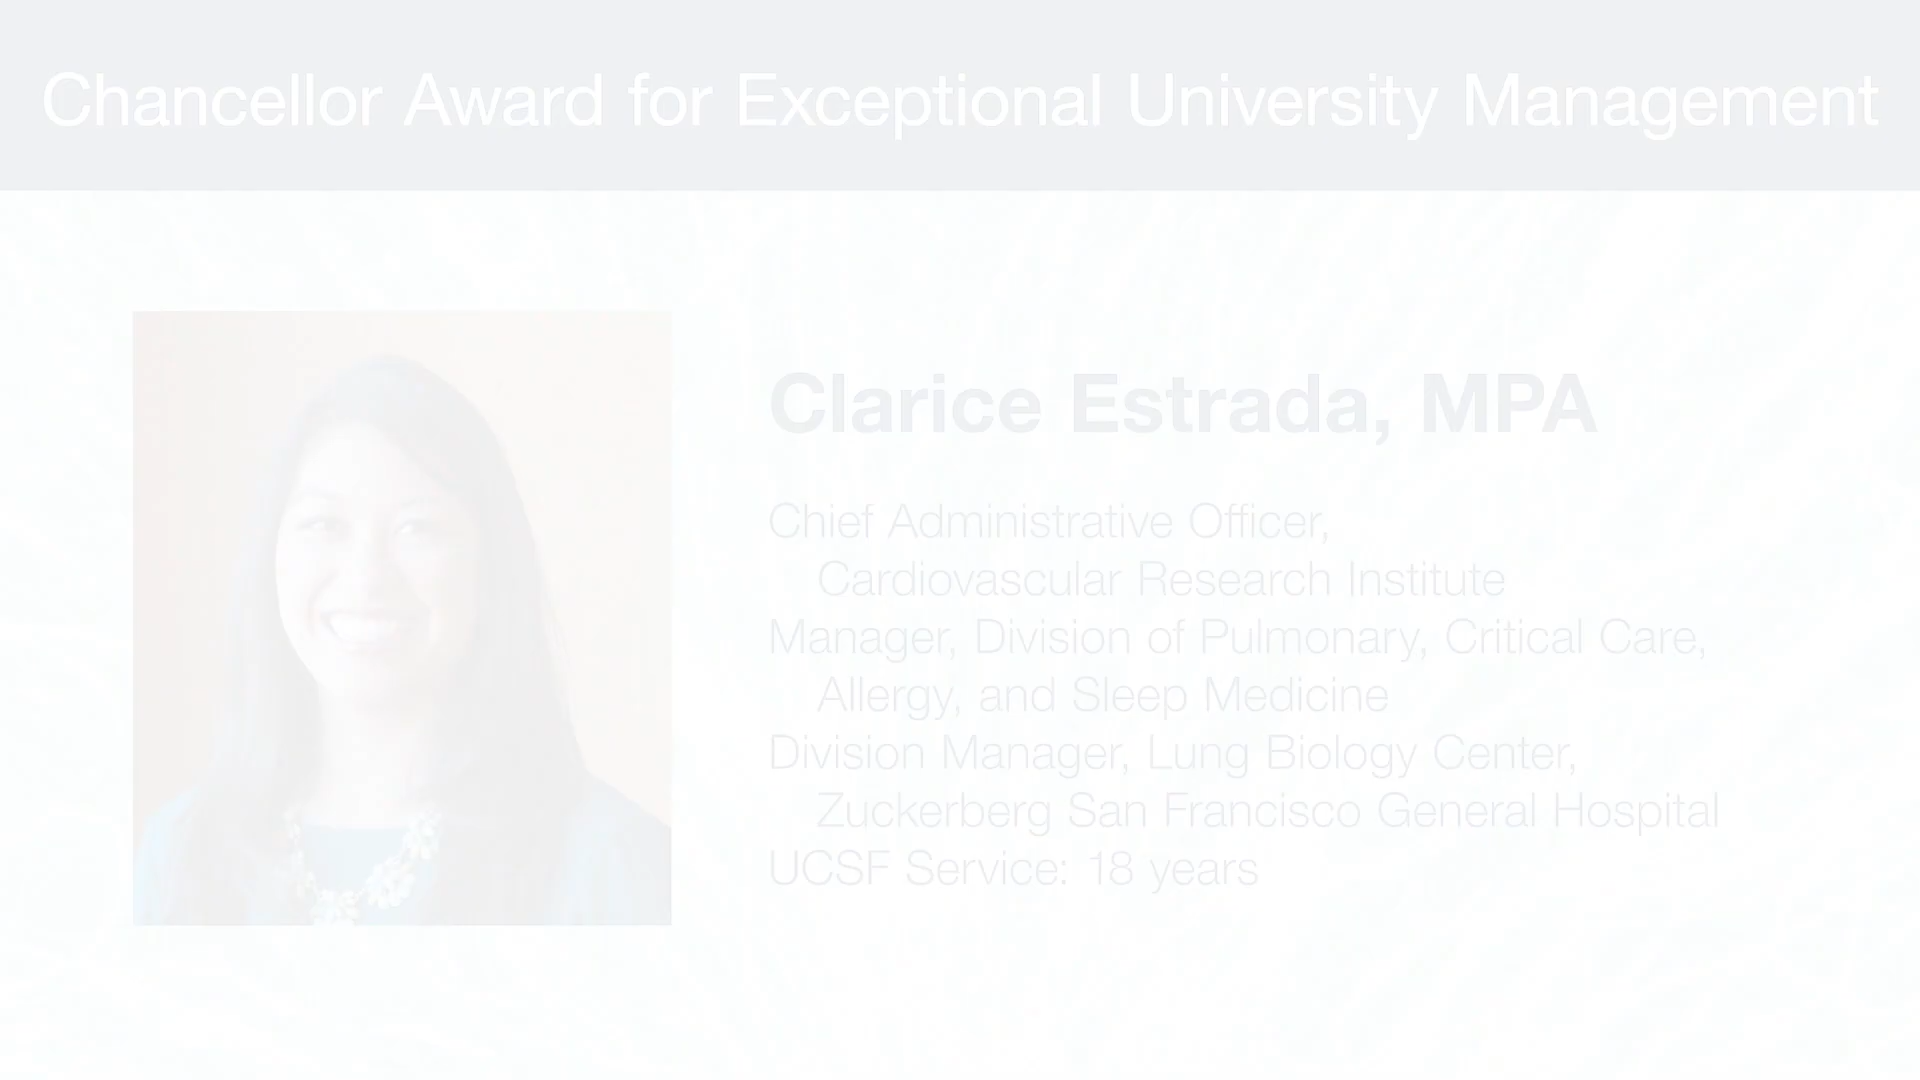 Chancellor Award for Exceptional University Management
Clarice Estrada, MPA
Chief Administrative Officer,
Cardiovascular Research Institute
Manager, Division of Pulmonary, Critical Care,
Allergy, and Sleep Medicine
Division Manager, Lung Biology Center,
Zuckerberg San Francisco General Hospital
UCSF Service: 18 years